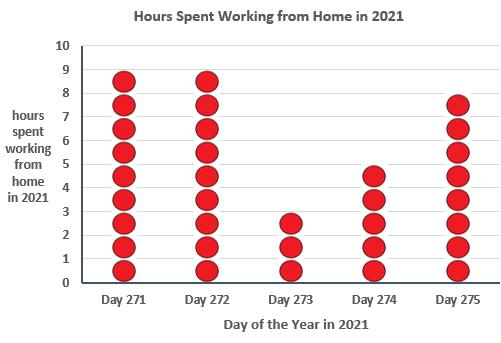 Hours Spent Working from Home in 2021
10
9
8
7
6
5
4
3
2
1
0
hours
spent
working
from
home
in 2021
Day 271 Day 272 Day 273 Day 274 Day 275
Day of the Year in 2021